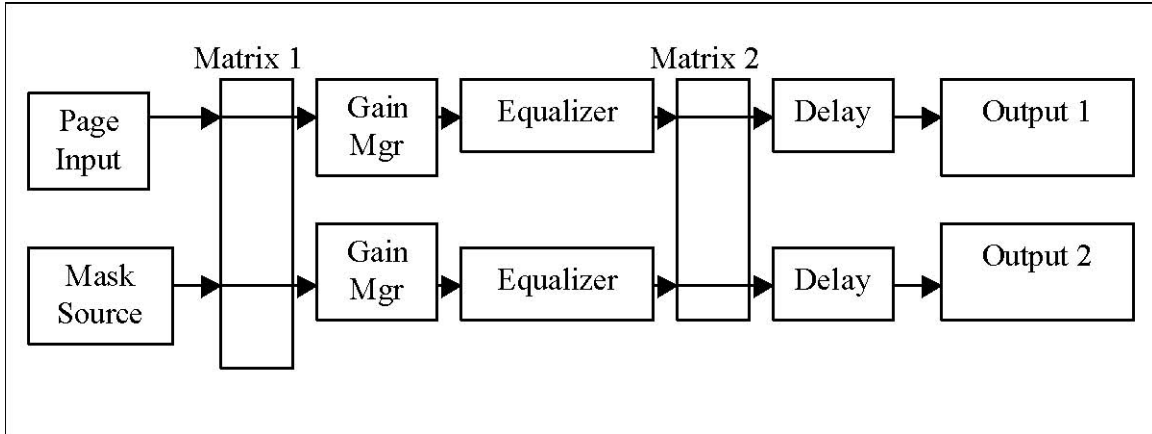 Matrix 1
Matrix 2
Page
Input
Gain
Mgr
Equalizer
Delay
Output 1
Mask
Source
Gain
Mgr
Equalizer
Delay
Output 2